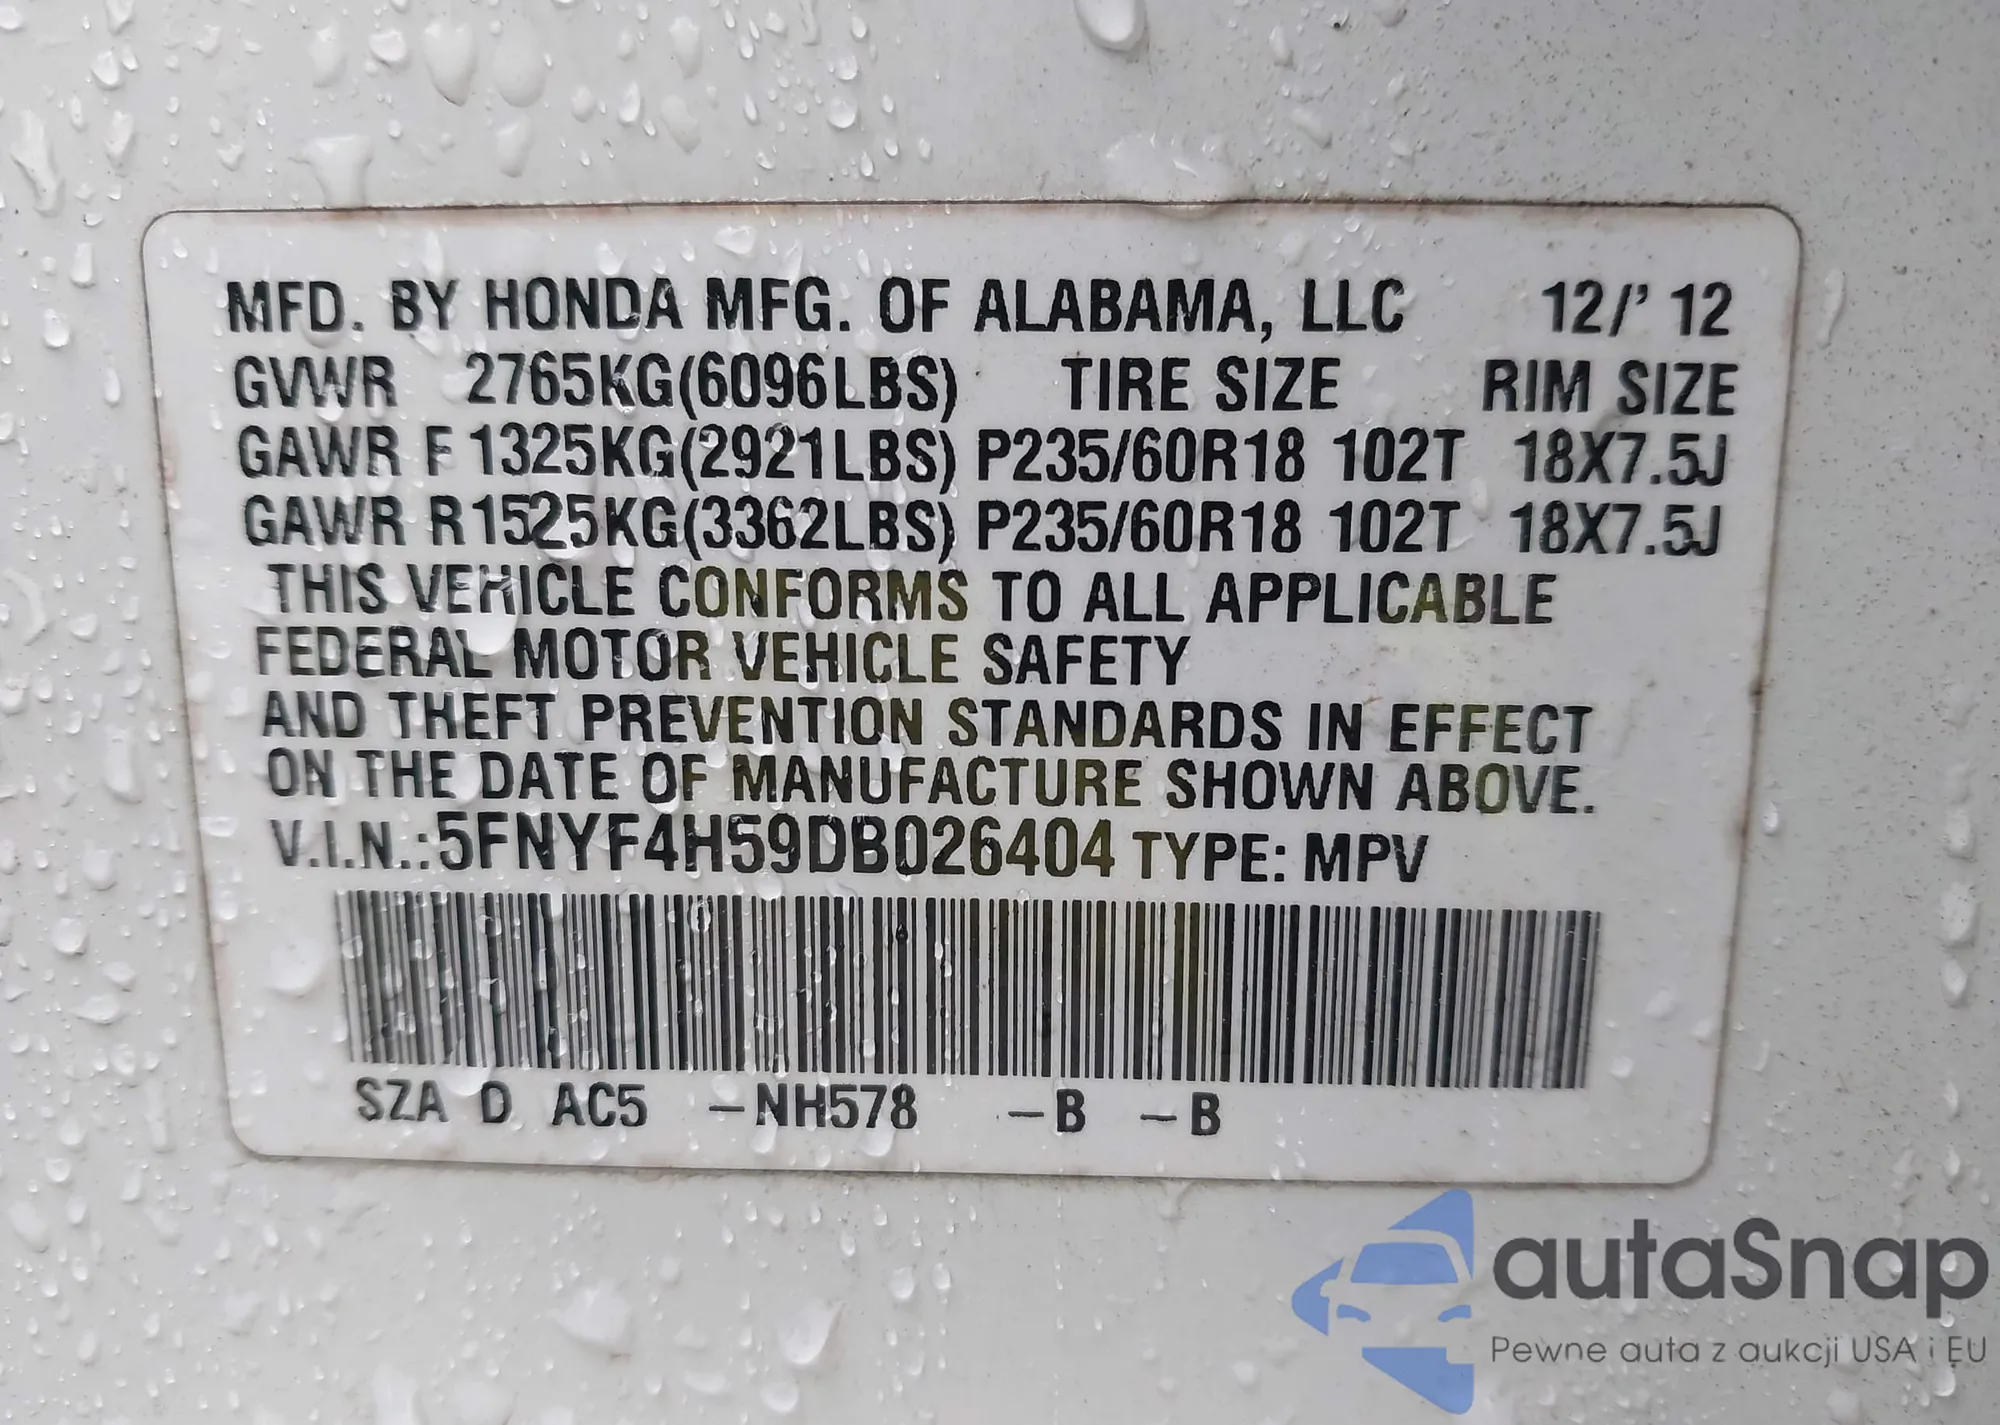 MFD. BY HONDA MFG. OF ALABAMA, LLC 12/' 12
GVWR 2765KG(6096LBS) TIRE SIZE RIM SIZE
GAWR F 1325KG(2921LBS) P235/60R18 102T 18X7.5J
GAWR R 1525KG(3362LBS) P235/60R18 102T 18X7.5J
THIS VEHICLE CONFORMS TO ALL APPLICABLE
FEDERAL MOTOR VEHICLE SAFETY
AND THEFT PREVENTION STANDARDS IN EFFECT
ON THE DATE OF MANUFACTURE SHOWN ABOVE.
V.I.N.:5FNYF4H59DB026404 TYPE: MPV
SZA D AC5 -NH578 -B -B
autaSnap
Pewne auta z aukcji USA i EU